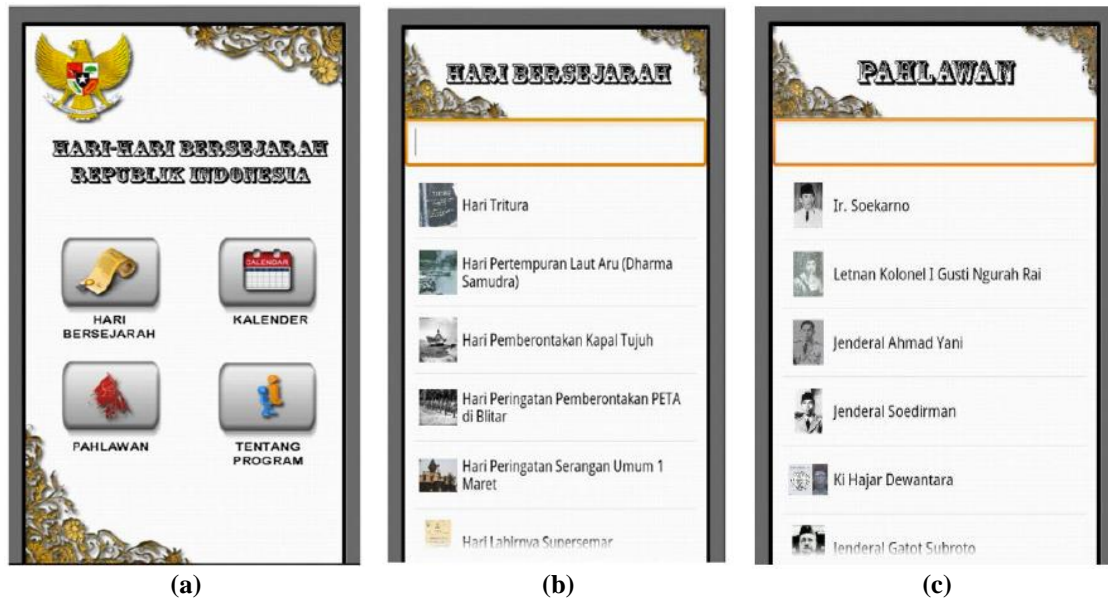 HARI-HARI BERSEJARAH
REPUBLIK INDONESIA
HARI
BERSEJARAH
CALENDAR
KALENDER
PAHLAWAN
TENTANG
PROGRAM
(a)
HARI BERSEJARAH
Hari Tritura
Hari Pertempuran Laut Aru (Dharma
Samudra)
Hari Pemberontakan Kapal Tujuh
Hari Peringatan Pemberontakan PETA
di Blitar
Hari Peringatan Serangan Umum 1
Maret
Hari Lahirnya Supersemar
(b)
PAHLAWAN
Ir. Soekarno
Letnan Kolonel I Gusti Ngurah Rai
Jenderal Ahmad Yani
Jenderal Soedirman
Ki Hajar Dewantara
Jenderal Gatot Subroto
(c)